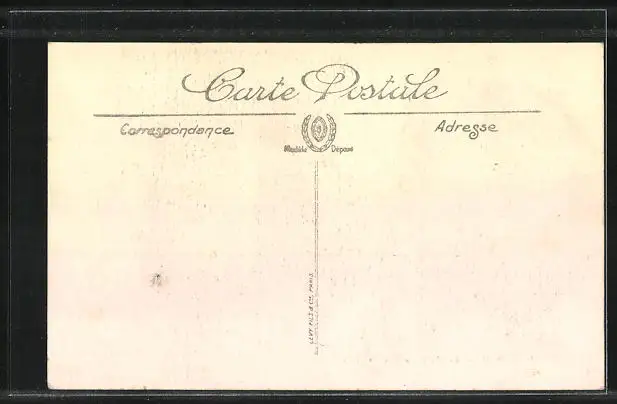 Carte Postale
Correspondance
Adresse
Modèle Déposé
LEVY FILS & Cie, PARIS